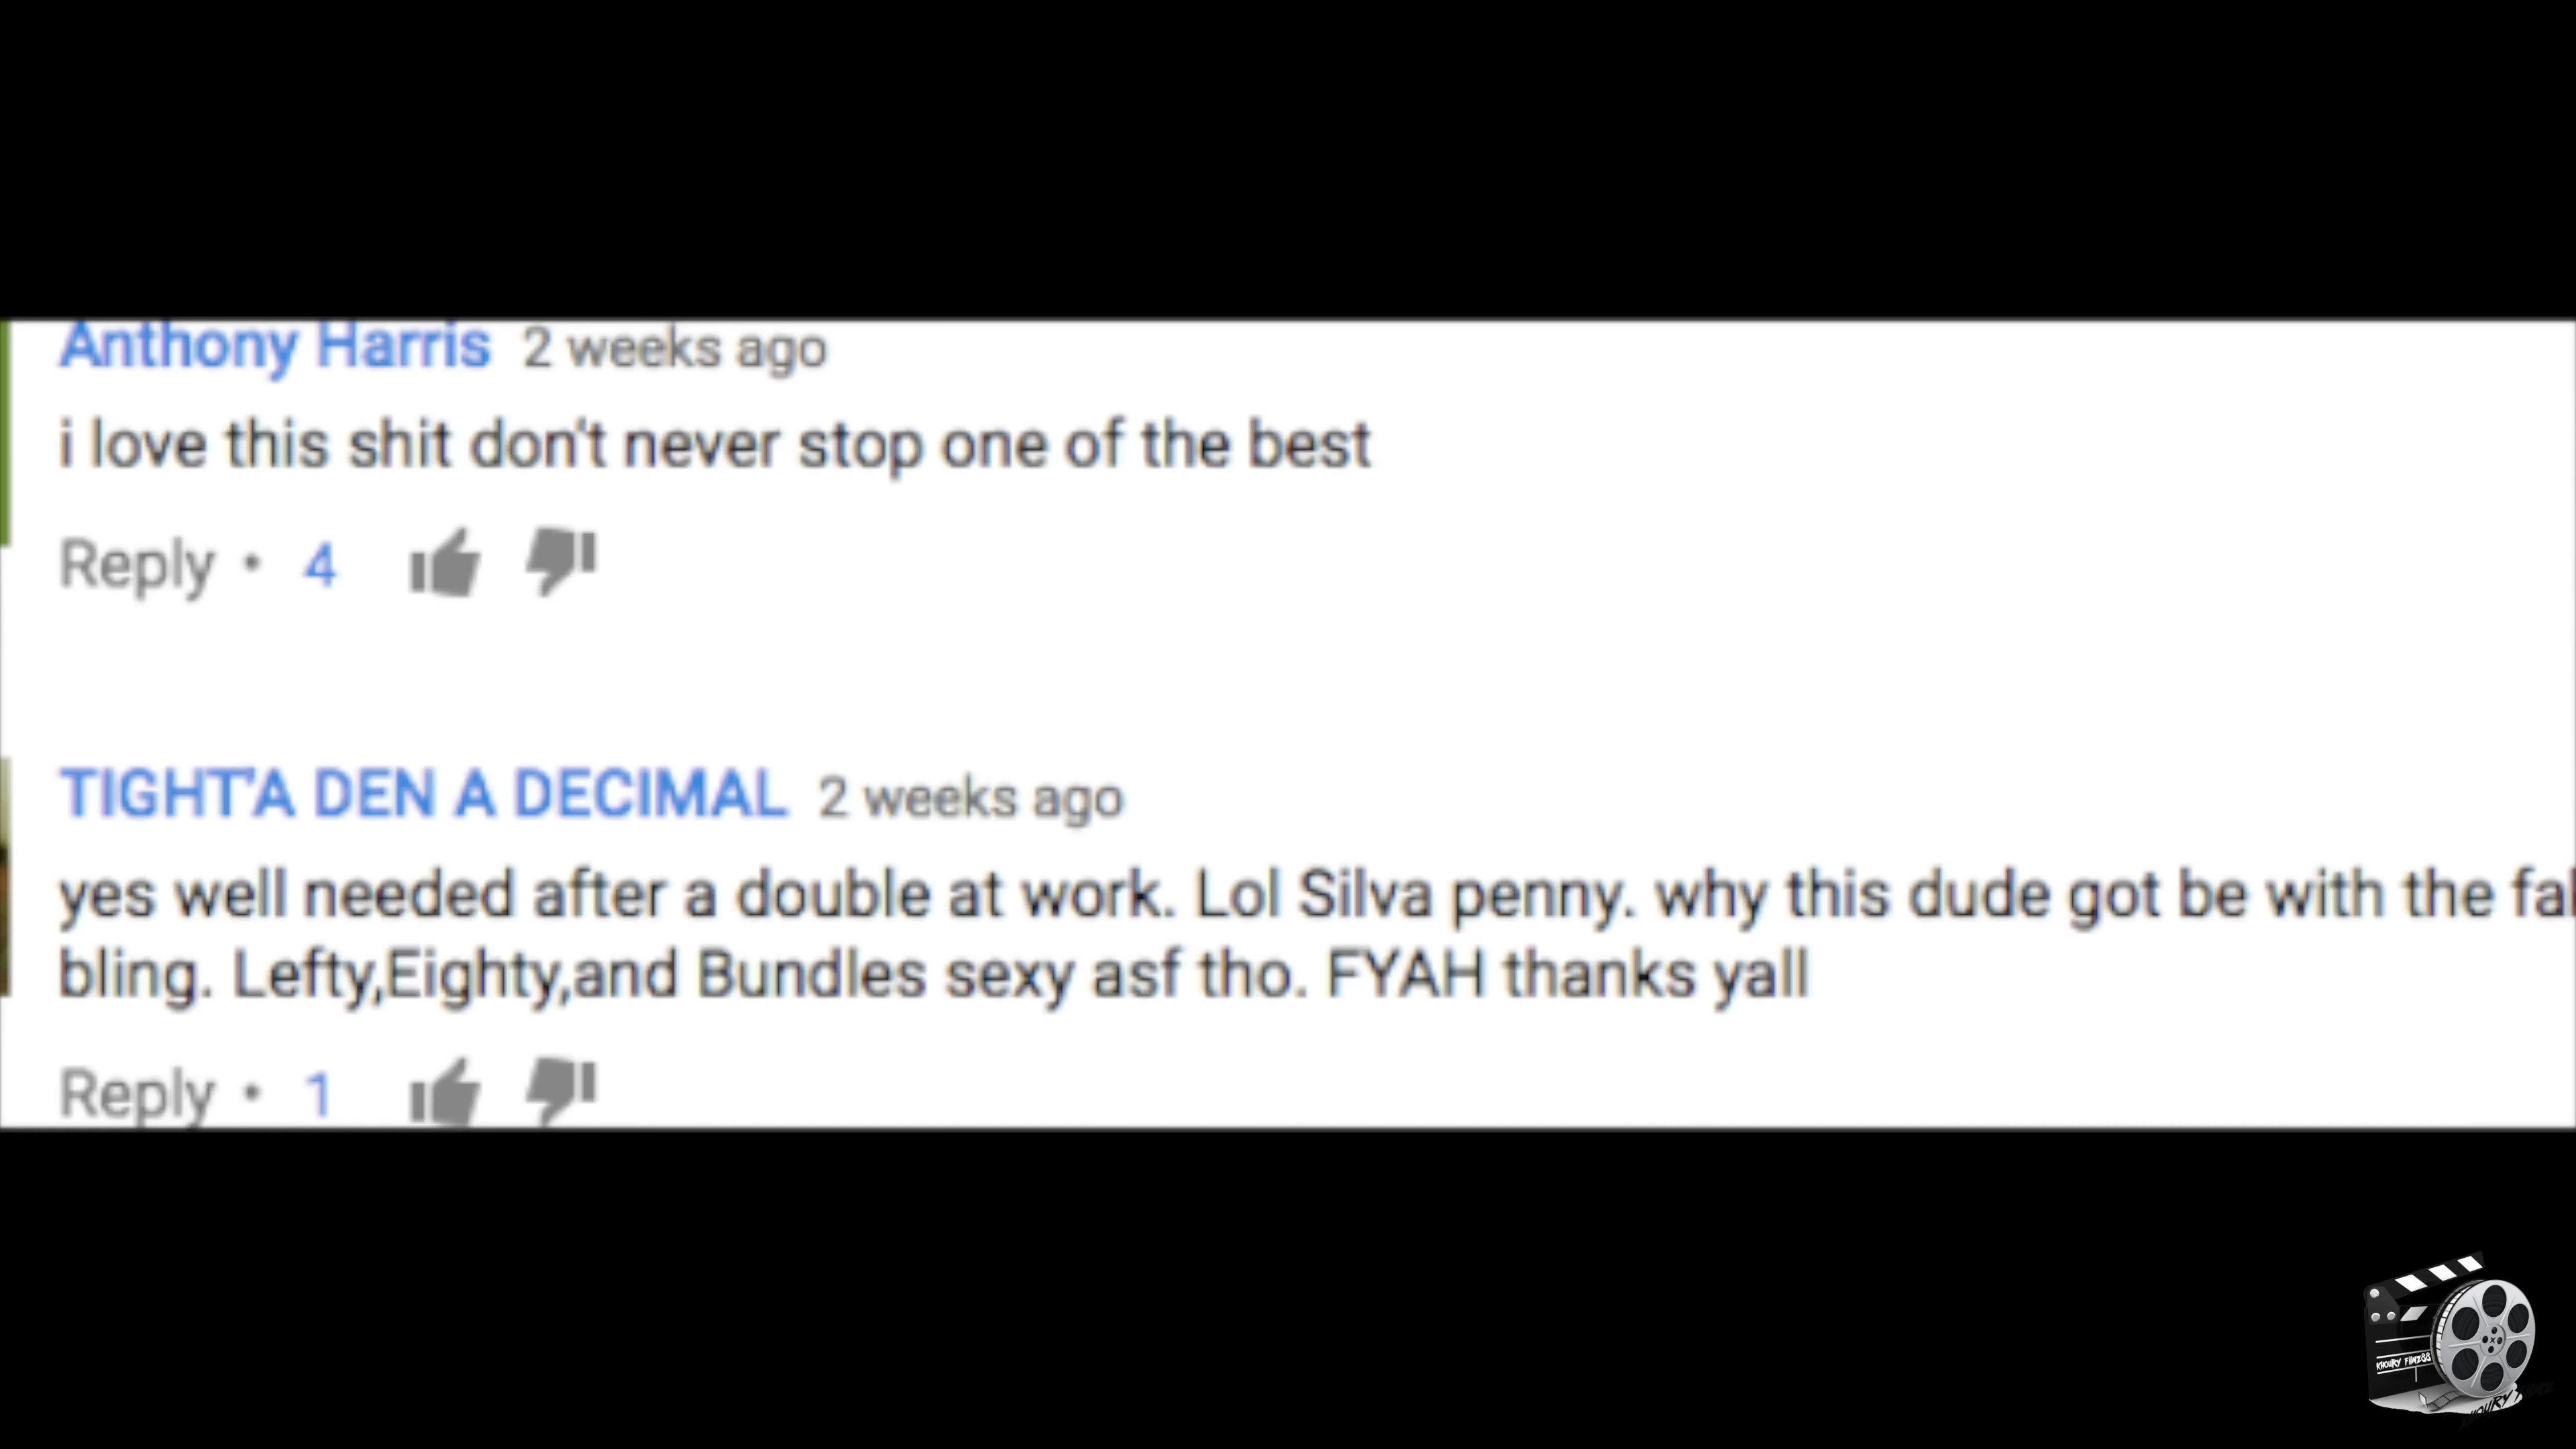 Anthony Harris 2 weeks ago
i love this shit don't never stop one of the best
Reply • 4
TIGHT'A DEN A DECIMAL 2 weeks ago
yes well needed after a double at work. Lol Silva penny. why this dude got be with the
bling. Lefty,Eighty,and Bundles sexy asf tho. FYAH thanks yall
Reply • 1
KHOURY FilMZ88